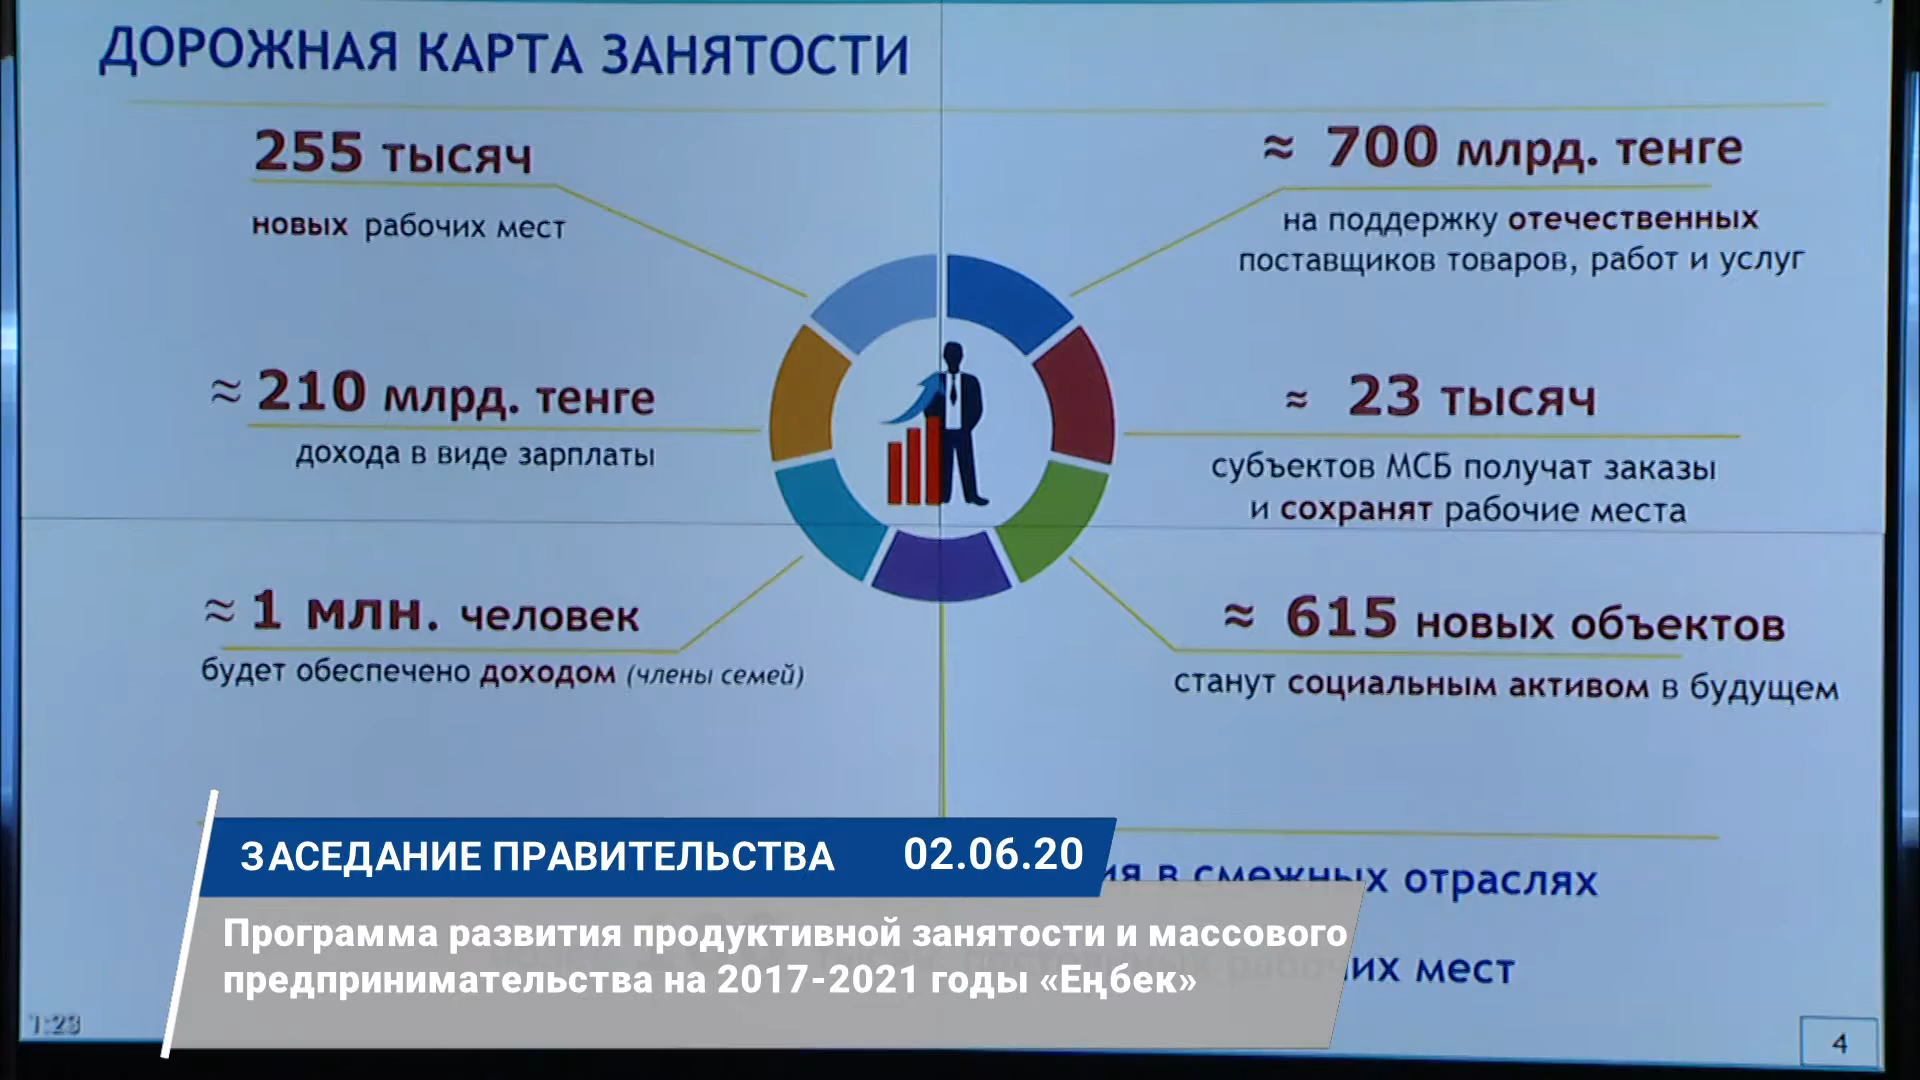 ДОРОЖНАЯ КАРТА ЗАНЯТОСТИ
255 тысяч
новых рабочих мест
≈ 210 млрд. тенге
дохода в виде зарплаты
≈ 1 млн. человек
будет обеспечено доходом (члены семей)
≈ 700 млрд. тенге
на поддержку отечественных
поставщиков товаров, работ и услуг
≈ 23 тысяч
субъектов МСБ получат заказы
и сохранят рабочие места
≈ 615 новых объектов
станут социальным активом в будущем
в смежных отраслях
мест
ЗАСЕДАНИЕ ПРАВИТЕЛЬСТВА 02.06.20
Программа развития продуктивной занятости и массового
предпринимательства на 2017-2021 годы «Еңбек»
1:23
4